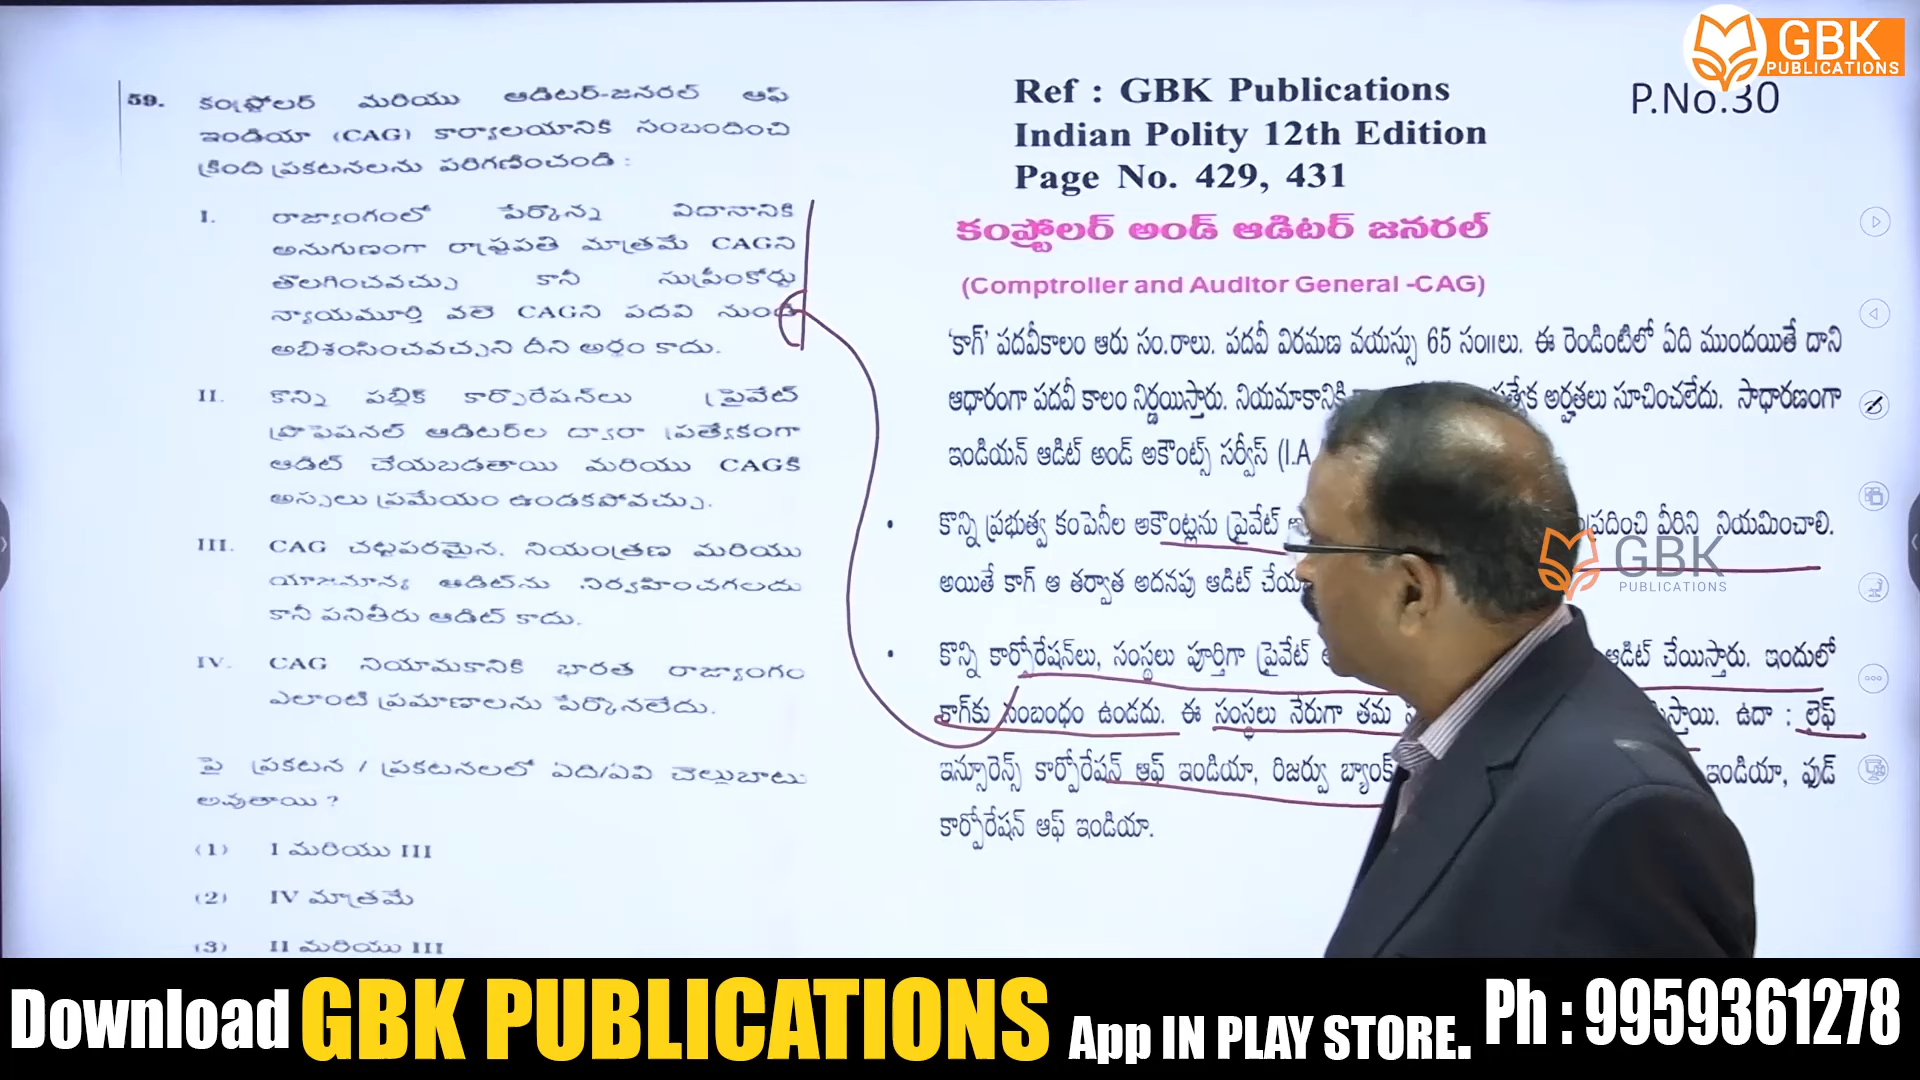 GBK
PUBLICATIONS
Ref : GBK Publications
Indian Polity 12th Edition
Page No. 429, 431
P.No.30
59. కంప్ట్రోలర్ మరియు ఆడిటర్-జనరల్ ఆఫ్
ఇండియా (CAG) కార్యాలయానికి సంబంధించి
క్రింది ప్రకటనలను పరిగణించండి :
I. రాజ్యాంగంలో పేర్కొన్న విధానానికి
అనుగుణంగా రాష్ట్రపతి మాత్రమే CAGని
తొలగించవచ్చు కానీ సుప్రీంకోర్టు
న్యాయమూర్తి వలె CAGని పదవి నుండి
అభిశంసించవచ్చుని దీని అర్థం కాదు.
II. కొన్ని పబ్లిక్ కార్పొరేషన్‌లు ప్రైవేట్
ప్రొఫెషనల్ ఆడిటర్‌ల ద్వారా ప్రత్యేకంగా
ఆడిట్ చేయబడతాయి మరియు CAGకి
అస్సలు ప్రమేయం ఉండకపోవచ్చు.
III. CAG చట్టపరమైన, నియంత్రణ మరియు
యాజమాన్య ఆడిట్‌ను నిర్వహించగలదు
కానీ పనితీరు ఆడిట్ కాదు.
IV. CAG నియామకానికి భారత రాజ్యాంగం
ఎలాంటి ప్రమాణాలను పేర్కొనలేదు.
పై ప్రకటన / ప్రకటనలలో ఏది/ఏవి చెల్లుబాటు
అవుతాయి ?
(1) I మరియు III
(2) IV మాత్రమే
(3) II మరియు III
కంప్ట్రోలర్ అండ్ ఆడిటర్ జనరల్
(Comptroller and Auditor General -CAG)
'కాగ్' పదవీకాలం ఆరు సం.రాలు. పదవీ విరమణ వయస్సు 65 సం॥లు. ఈ రెండింటిలో ఏది ముందయితే దాని
ఆధారంగా పదవీ కాలం నిర్ణయిస్తారు. నియమాకానికి అర్హతలు సూచించలేదు. సాధారణంగా
ఇండియన్ ఆడిట్ అండ్ అకౌంట్స్ సర్వీస్ (I.A.
• కొన్ని ప్రభుత్వ కంపెనీల అకౌంట్లను ప్రైవేట్ వీరిని నియమించాలి.
అయితే కాగ్ ఆ తర్వాత అదనపు ఆడిట్
• కొన్ని కార్పోరేషన్‌లు, సంస్థలు పూర్తిగా ప్రైవేట్ ఆడిట్ చేయిస్తారు. ఇందులో
కాగ్‌కు సంబంధం ఉండదు. ఈ సంస్థలు నేరుగా తమ ఉదా : లైఫ్
ఇన్సూరెన్స్ కార్పోరేషన్ ఆఫ్ ఇండియా, రిజర్వు బ్యాంక్ ఇండియా, ఫుడ్
కార్పోరేషన్ ఆఫ్ ఇండియా.
GBK
PUBLICATIONS
Download GBK PUBLICATIONS App IN PLAY STORE. Ph : 9959361278